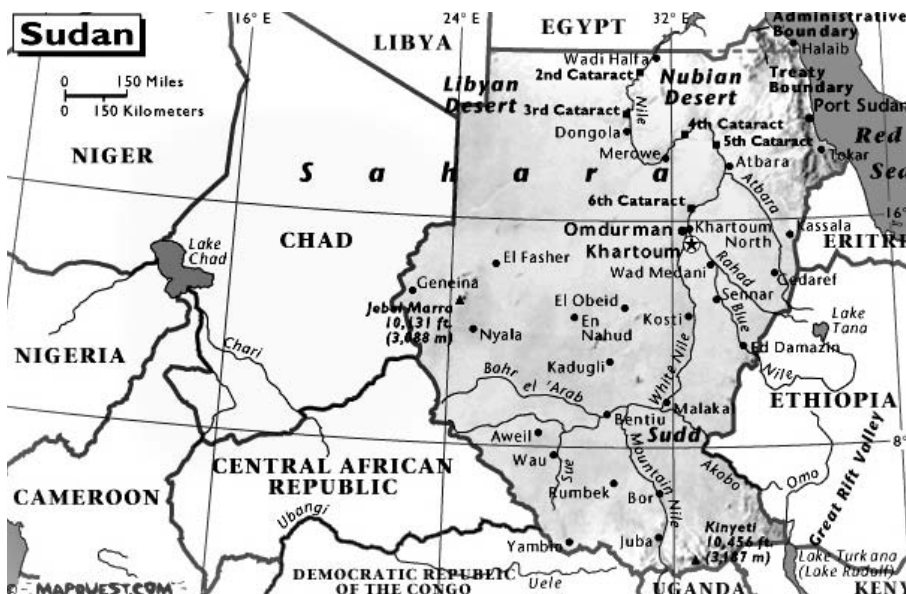 Sudan
16° E
24° E
EGYPT
32° E
Administrative
Boundary
LIBYA
Halaib
0 150 Miles
0 150 Kilometers
Wadi Halfa
2nd Cataract
Libyan
Desert
Nubian
Desert
Treaty
Boundary
Port Sudan
Nile
3rd Cataract
4th Cataract
Dongola
5th Cataract
Red
Sea
NIGER
Merowe
Atbara
Tokar
Sahara
Atbara
6th Cataract
16°
Omdurman
Khartoum
North
Kassala
CHAD
Khartoum
ERITRE
Lake
Chad
El Fasher
Wad Medani
Rahad
Gedaref
Geneina
Jebel Marra
10,131 ft.
(3,088 m)
El Obeid
Sennar
Lake
Tana
En
Nahud
Kosti
Blue
Nyala
NIGERIA
Chari
Ed Damazin
Nile
Kadugli
White Nile
Bahr
el 'Arab
Malakal
ETHIOPIA
Bentiu
Sudd
Aweil
8°
Wau
Sue
CENTRAL AFRICAN
REPUBLIC
Mountain Nile
Akobo
Omo
Great Rift Valley
CAMEROON
Rumbek
Bor
Ubangi
Kinyeti
10,456 ft.
(3,187 m)
Yambio
Juba
Lake Turkana
(Lake Rudolf)
DEMOCRATIC REPUBLIC
OF THE CONGO
Uele
UGANDA
KENY
MAPQUEST.COM